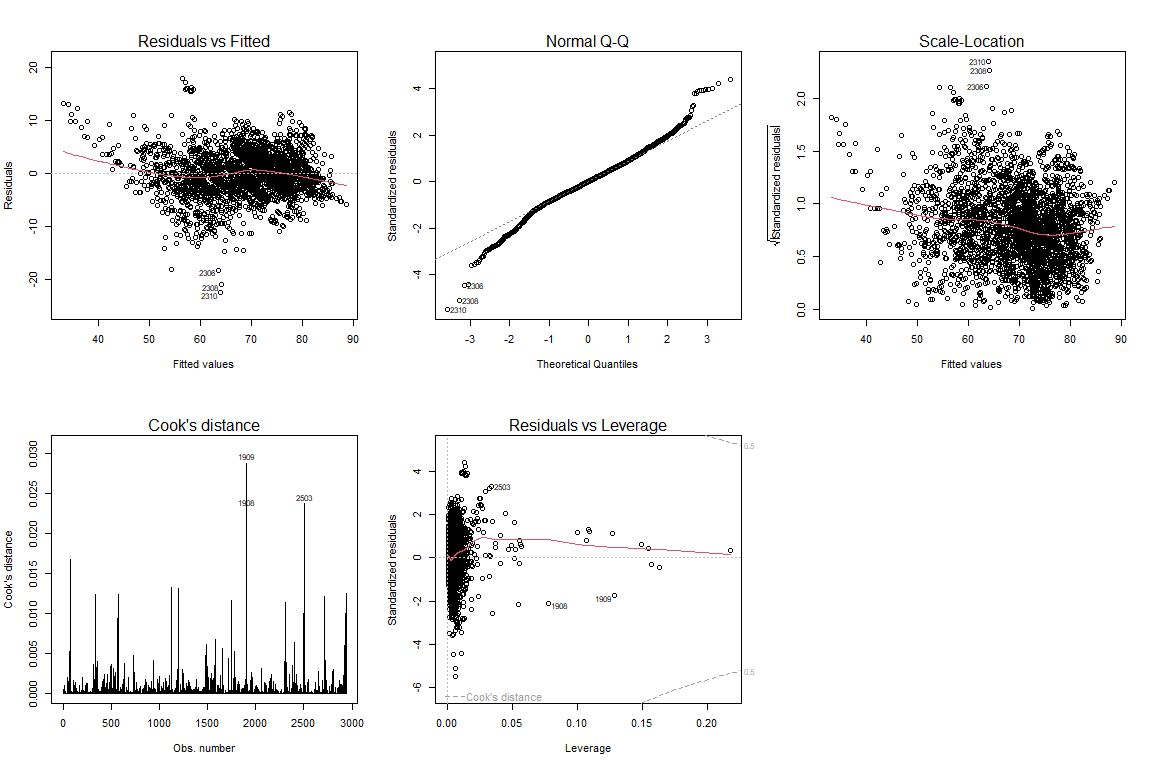 Residuals vs Fitted
20
10
0
-10
-20
Residuals
2306
2308
2310
40 50 60 70 80 90
Fitted values
Normal Q-Q
4
2
0
-2
-4
Standardized residuals
2306
2308
2310
-3 -2 -1 0 1 2 3
Theoretical Quantiles
Scale-Location
2.0
1.5
1.0
0.5
0.0
√|Standardized residuals|
2310
2308
2306
40 50 60 70 80 90
Fitted values
Cook's distance
0.030
0.025
0.020
0.015
0.010
0.005
0.000
Cook's distance
1909
1908
2503
0 500 1000 1500 2000 2500 3000
Obs. number
Residuals vs Leverage
4
2
0
-2
-4
-6
Standardized residuals
0.5
2503
1909
1908
0.5
Cook's distance
0.00 0.05 0.10 0.15 0.20
Leverage